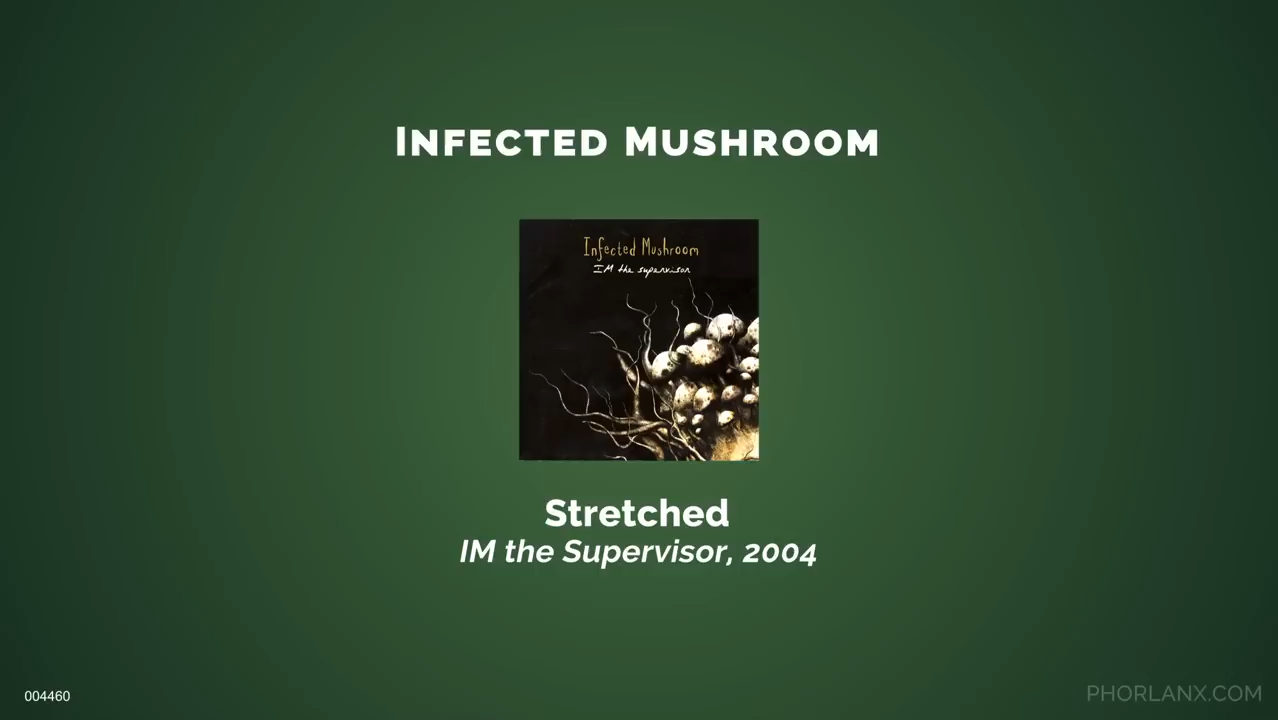 Infected Mushroom
Infected Mushroom
IM the supervisor
Stretched
IM the Supervisor, 2004
004460
PHORLANX.COM